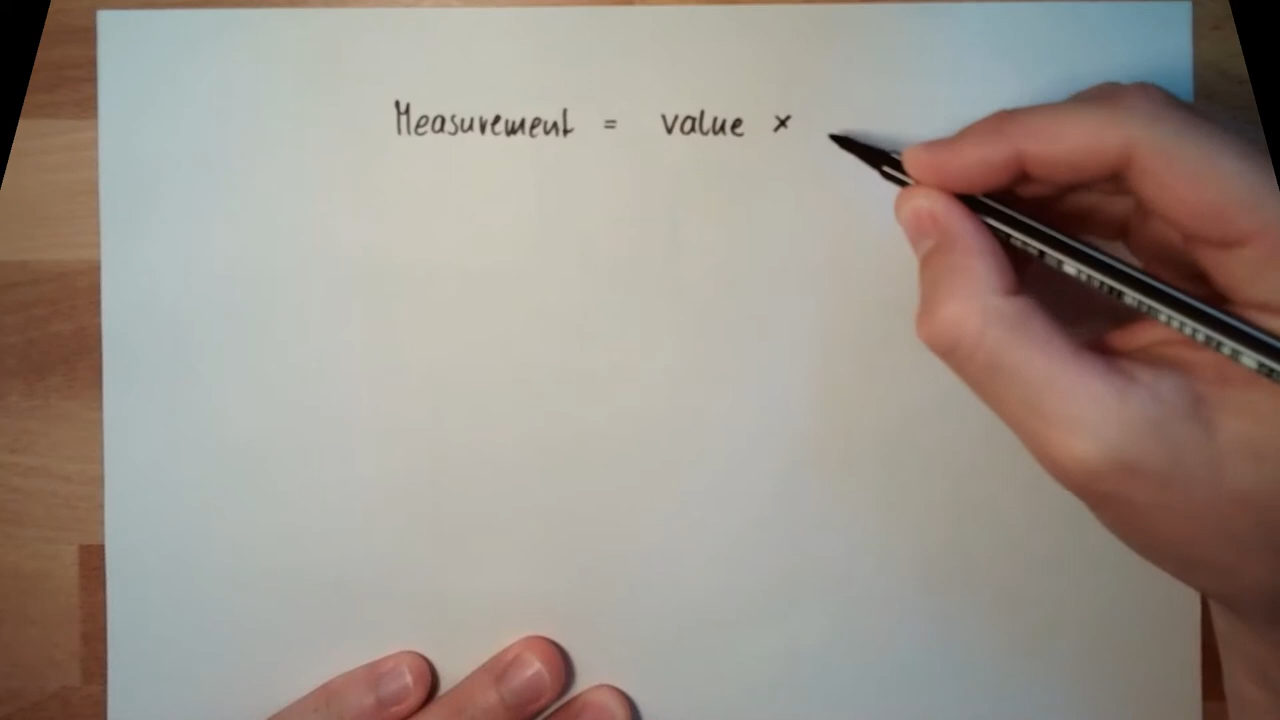 Measurement = value ×